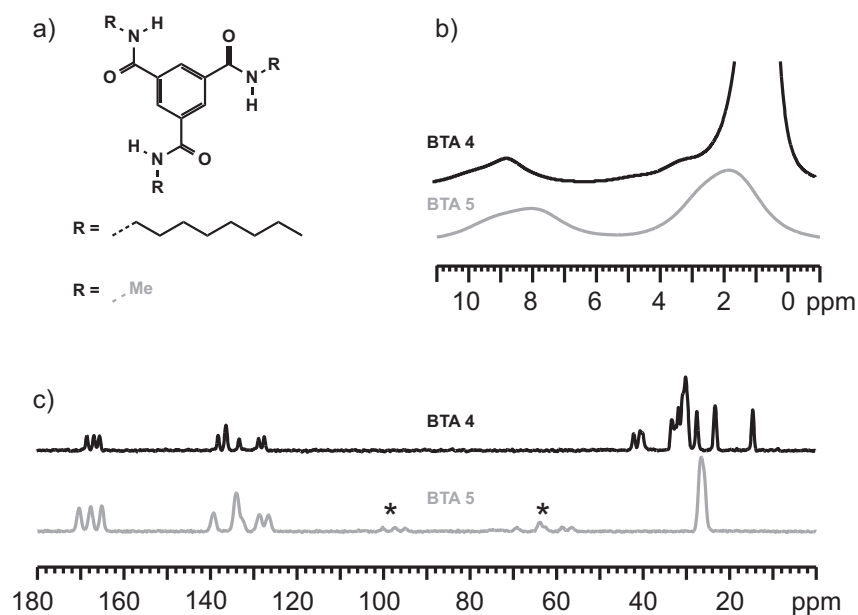 a)
R
N
H
O
O
N
R
H
H
N
O
R
R =
R =
Me
b)
BTA 4
BTA 5
10 8 6 4 2 0 ppm
c)
BTA 4
BTA 5
* *
180 160 140 120 100 80 60 40 20 ppm